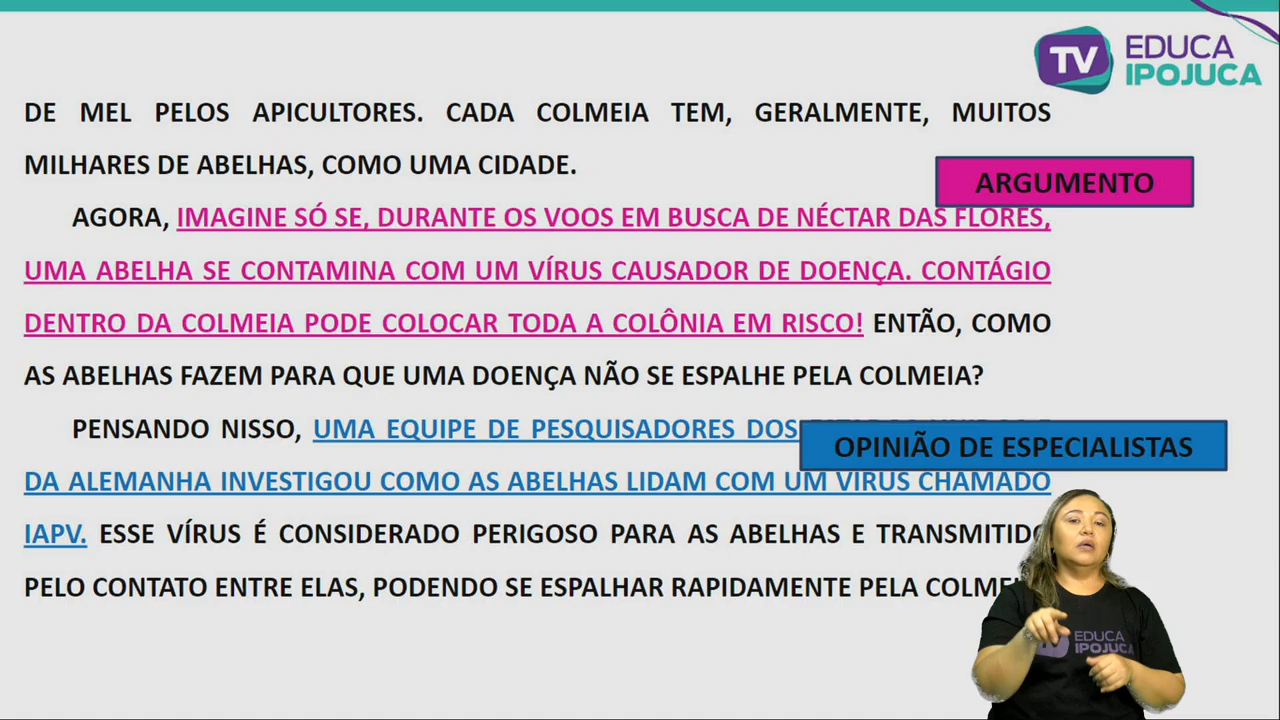 TV EDUCA
IPOJUCA
DE MEL PELOS APICULTORES. CADA COLMEIA TEM, GERALMENTE, MUITOS
MILHARES DE ABELHAS, COMO UMA CIDADE.
ARGUMENTO
AGORA, IMAGINE SÓ SE, DURANTE OS VOOS EM BUSCA DE NÉCTAR DAS FLORES,
UMA ABELHA SE CONTAMINA COM UM VÍRUS CAUSADOR DE DOENÇA. CONTÁGIO
DENTRO DA COLMEIA PODE COLOCAR TODA A COLÔNIA EM RISCO! ENTÃO, COMO
AS ABELHAS FAZEM PARA QUE UMA DOENÇA NÃO SE ESPALHE PELA COLMEIA?
PENSANDO NISSO, UMA EQUIPE DE PESQUISADORES DOS
OPINIÃO DE ESPECIALISTAS
DA ALEMANHA INVESTIGOU COMO AS ABELHAS LIDAM COM UM VÍRUS CHAMADO
IAPV. ESSE VÍRUS É CONSIDERADO PERIGOSO PARA AS ABELHAS E TRANSMITIDO
PELO CONTATO ENTRE ELAS, PODENDO SE ESPALHAR RAPIDAMENTE PELA
EDUCA
IPOJUCA